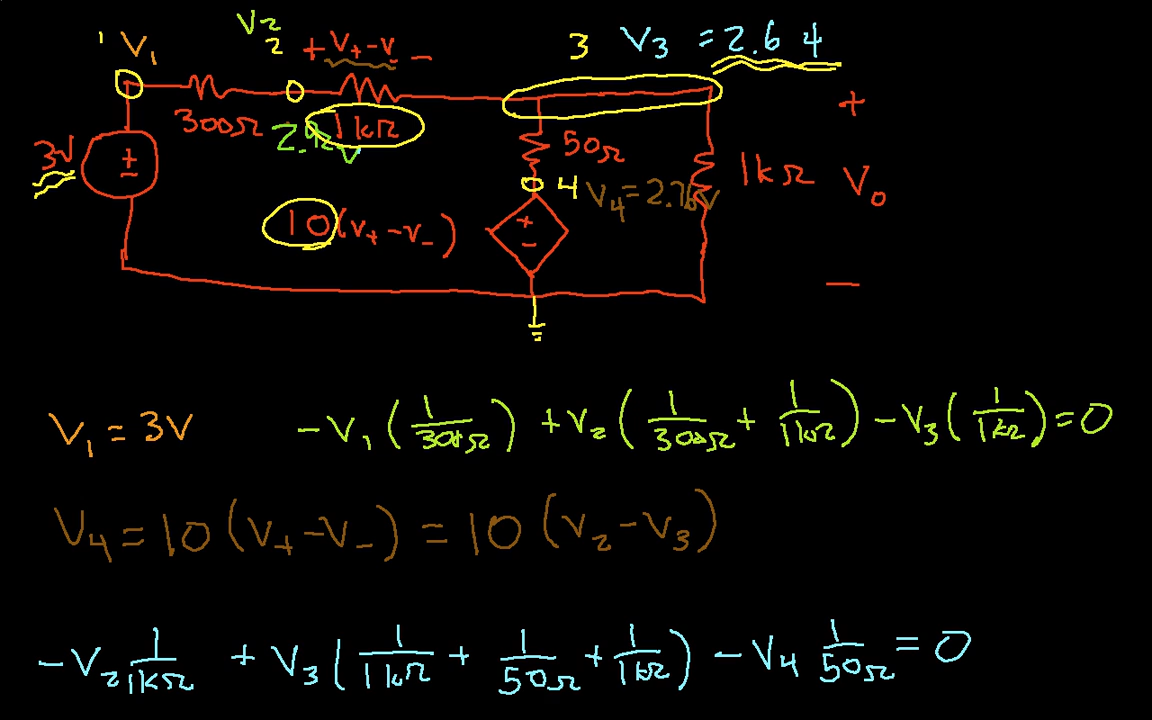 1 V₁ V₂ 2 + V₊-V₋ - 3 V₃ = 2.64
300Ω 1kΩ 50Ω 1kΩ +
3V + - 4 V₄=2.76V V₀
10(V₊-V₋) + - -
V₁ = 3V -V₁(1/300Ω) +V₂(1/300Ω + 1/1kΩ) -V₃(1/1kΩ)=0
V₄ = 10(V₊-V₋) = 10(V₂-V₃)
-V₂ 1/1kΩ + V₃(1/1kΩ + 1/50Ω + 1/1kΩ) - V₄ 1/50Ω = 0